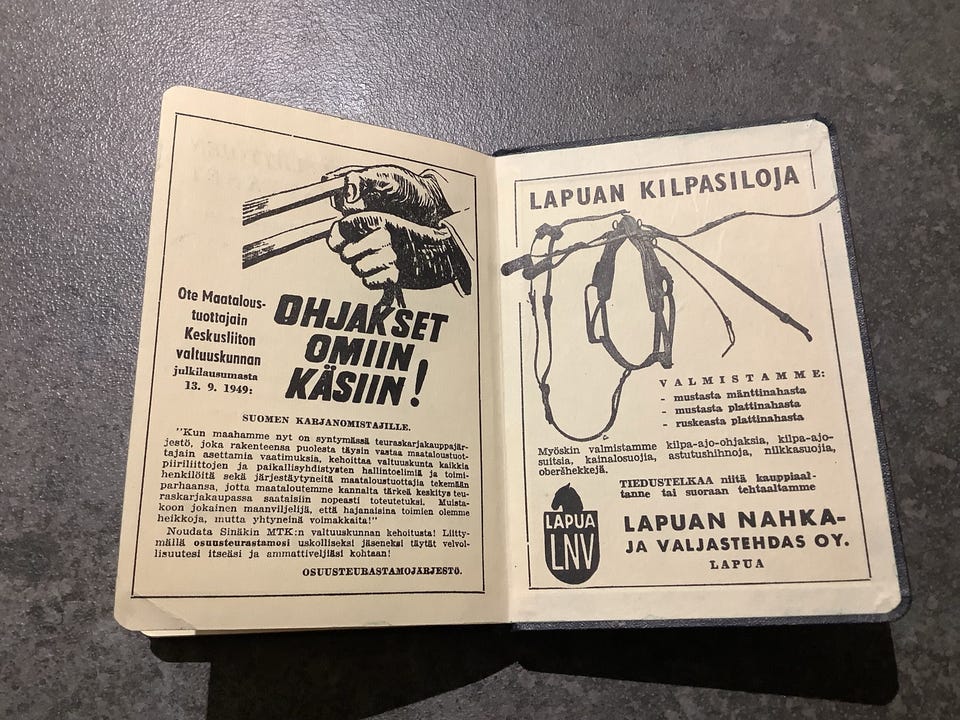 Ote Maatalous-
tuottajain
Keskusliiton
valtuuskunnan
julkilausumasta
13. 9. 1949:
OHJAKSET
OMIIN
KÄSIIN!
SUOMEN KARJANOMISTAJILLE.
"Kun maahamme nyt on syntymässä teuraskarjakauppajär-
jestö, joka rakenteensa puolesta täysin vastaa maataloustuot-
tajain asettamia vaatimuksia, kehoittaa valtuuskunta kaikkia
piiriliittojen ja paikallisyhdistysten hallintoelimiä ja toimi-
henkilöitä sekä järjestäytyneitä maataloustuottajia tekemään
parhaansa, jotta maataloutemme kannalta tärkeä keskitys teu-
raskarjakaupassa saataisiin nopeasti toteutetuksi. Muista-
koon jokainen maanviljelijä, että hajanaisina toimien olemme
heikkoja, mutta yhtyneinä voimakkaita!"
Noudata Sinäkin MTK:n valtuuskunnan kehoitusta! Liitty-
mällä osuusteurastamosi uskolliseksi jäseneksi täytät velvol-
lisuutesi itseäsi ja ammattiveljiäsi kohtaan!
OSUUSTEURASTAMOJÄRJESTÖ.
LAPUAN KILPASILOJA
VALMISTAMME:
- mustasta mänttinahasta
- mustasta plattinahasta
- ruskeasta plattinahasta
Myöskin valmistamme kilpa-ajo-ohjaksia, kilpa-ajo-
suitsia, kainalosuojia, astutushihnoja, nilkkasuojia,
oberähekkejä.
TIEDUSTELKAA niitä kauppiaal-
tanne tai suoraan tehtaaltamme
LAPUA
LNV
LAPUAN NAHKA-
JA VALJASTEHDAS OY.
LAPUA